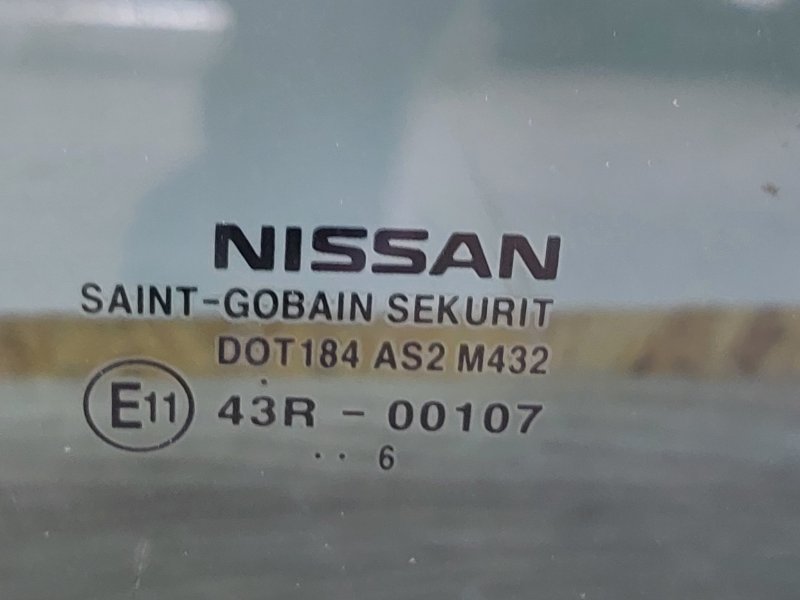 NISSAN
SAINT-GOBAIN SEKURIT
DOT184 AS2 M432
E11 43R - 00107
·· 6